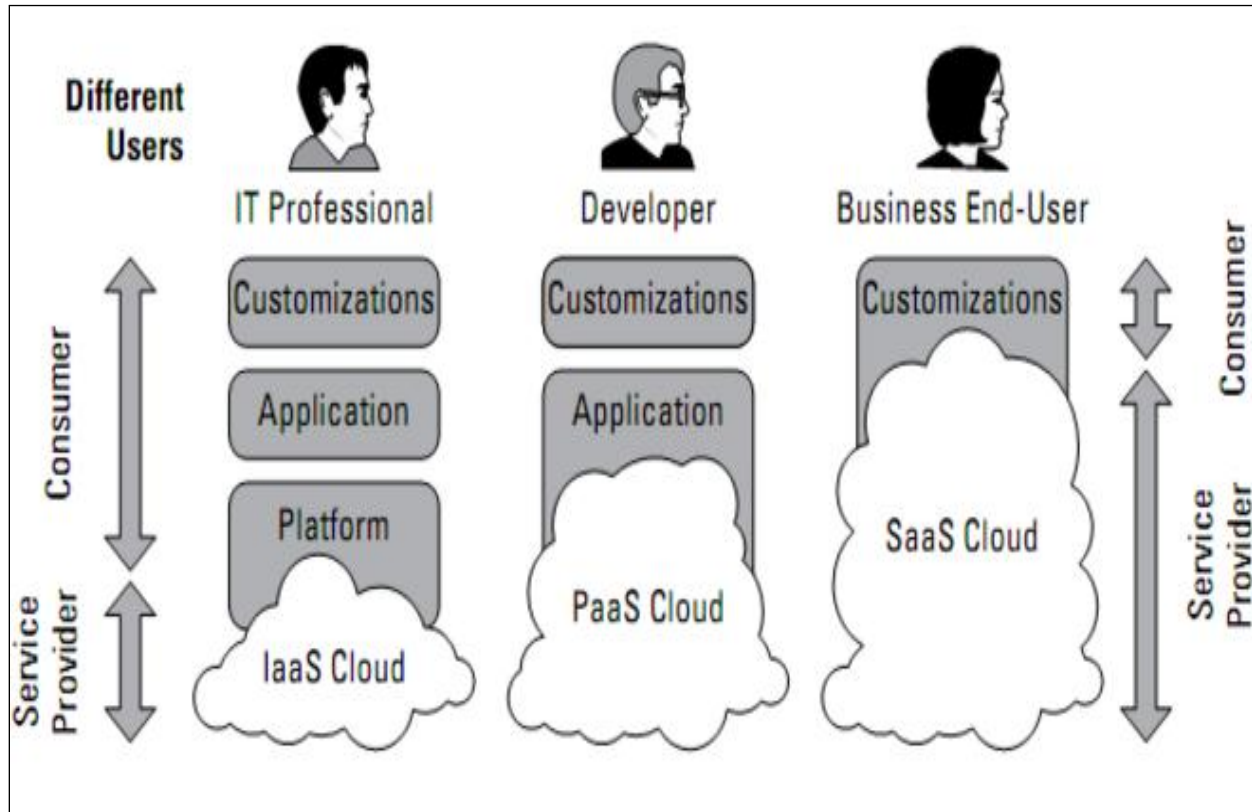 Different
Users
IT Professional
Developer
Business End-User
Consumer
Service
Provider
Customizations
Application
Platform
IaaS Cloud
Customizations
Application
PaaS Cloud
Customizations
SaaS Cloud
Consumer
Service
Provider